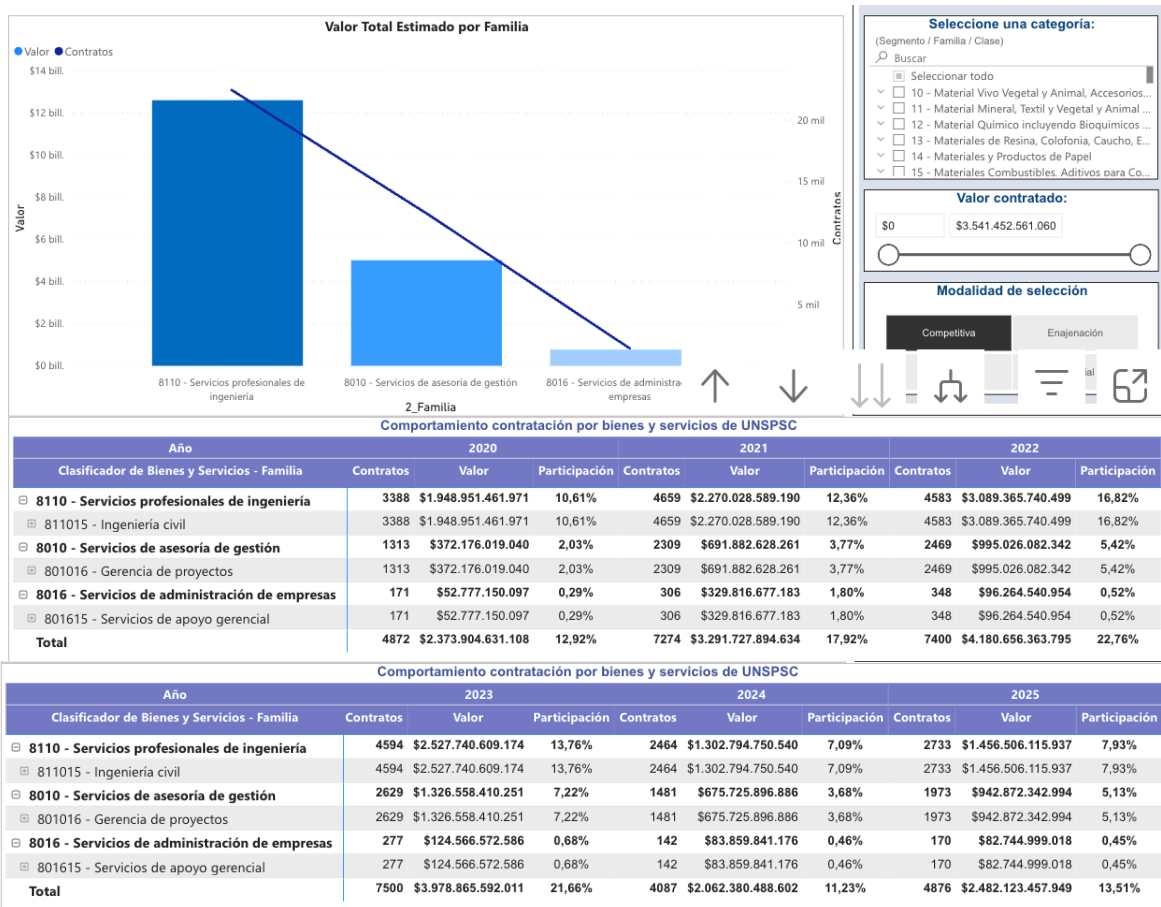 Valor Total Estimado por Familia
Valor Contratos
$14 bill.
$12 bill.
$10 bill.
$8 bill.
$6 bill.
$4 bill.
$2 bill.
$0 bill.
Valor
20 mil
15 mil
10 mil
5 mil
Contratos
8110 - Servicios profesionales de ingeniería
8010 - Servicios de asesoría de gestión
8016 - Servicios de administra
empresas
2_Familia
Seleccione una categoría:
(Segmento / Familia / Clase)
Buscar
Seleccionar todo
10 - Material Vivo Vegetal y Animal, Accesorios...
11 - Material Mineral, Textil y Vegetal y Animal ...
12 - Material Químico incluyendo Bioquímicos ...
13 - Materiales de Resina, Colofonia, Caucho, E...
14 - Materiales y Productos de Papel
15 - Materiales Combustibles, Aditivos para Co...
Valor contratado:
$0 $3.541.452.561.060
Modalidad de selección
Competitiva Enajenación
ial
Comportamiento contratación por bienes y servicios de UNSPSC
Año 2020 2021 2022
Clasificador de Bienes y Servicios - Familia Contratos Valor Participación Contratos Valor Participación Contratos Valor Participación
8110 - Servicios profesionales de ingeniería 3388 $1.948.951.461.971 10,61% 4659 $2.270.028.589.190 12,36% 4583 $3.089.365.740.499 16,82%
811015 - Ingeniería civil 3388 $1.948.951.461.971 10,61% 4659 $2.270.028.589.190 12,36% 4583 $3.089.365.740.499 16,82%
8010 - Servicios de asesoría de gestión 1313 $372.176.019.040 2,03% 2309 $691.882.628.261 3,77% 2469 $995.026.082.342 5,42%
801016 - Gerencia de proyectos 1313 $372.176.019.040 2,03% 2309 $691.882.628.261 3,77% 2469 $995.026.082.342 5,42%
8016 - Servicios de administración de empresas 171 $52.777.150.097 0,29% 306 $329.816.677.183 1,80% 348 $96.264.540.954 0,52%
801615 - Servicios de apoyo gerencial 171 $52.777.150.097 0,29% 306 $329.816.677.183 1,80% 348 $96.264.540.954 0,52%
Total 4872 $2.373.904.631.108 12,92% 7274 $3.291.727.894.634 17,92% 7400 $4.180.656.363.795 22,76%
Comportamiento contratación por bienes y servicios de UNSPSC
Año 2023 2024 2025
Clasificador de Bienes y Servicios - Familia Contratos Valor Participación Contratos Valor Participación Contratos Valor Participación
8110 - Servicios profesionales de ingeniería 4594 $2.527.740.609.174 13,76% 2464 $1.302.794.750.540 7,09% 2733 $1.456.506.115.937 7,93%
811015 - Ingeniería civil 4594 $2.527.740.609.174 13,76% 2464 $1.302.794.750.540 7,09% 2733 $1.456.506.115.937 7,93%
8010 - Servicios de asesoría de gestión 2629 $1.326.558.410.251 7,22% 1481 $675.725.896.886 3,68% 1973 $942.872.342.994 5,13%
801016 - Gerencia de proyectos 2629 $1.326.558.410.251 7,22% 1481 $675.725.896.886 3,68% 1973 $942.872.342.994 5,13%
8016 - Servicios de administración de empresas 277 $124.566.572.586 0,68% 142 $83.859.841.176 0,46% 170 $82.744.999.018 0,45%
801615 - Servicios de apoyo gerencial 277 $124.566.572.586 0,68% 142 $83.859.841.176 0,46% 170 $82.744.999.018 0,45%
Total 7500 $3.978.865.592.011 21,66% 4087 $2.062.380.488.602 11,23% 4876 $2.482.123.457.949 13,51%